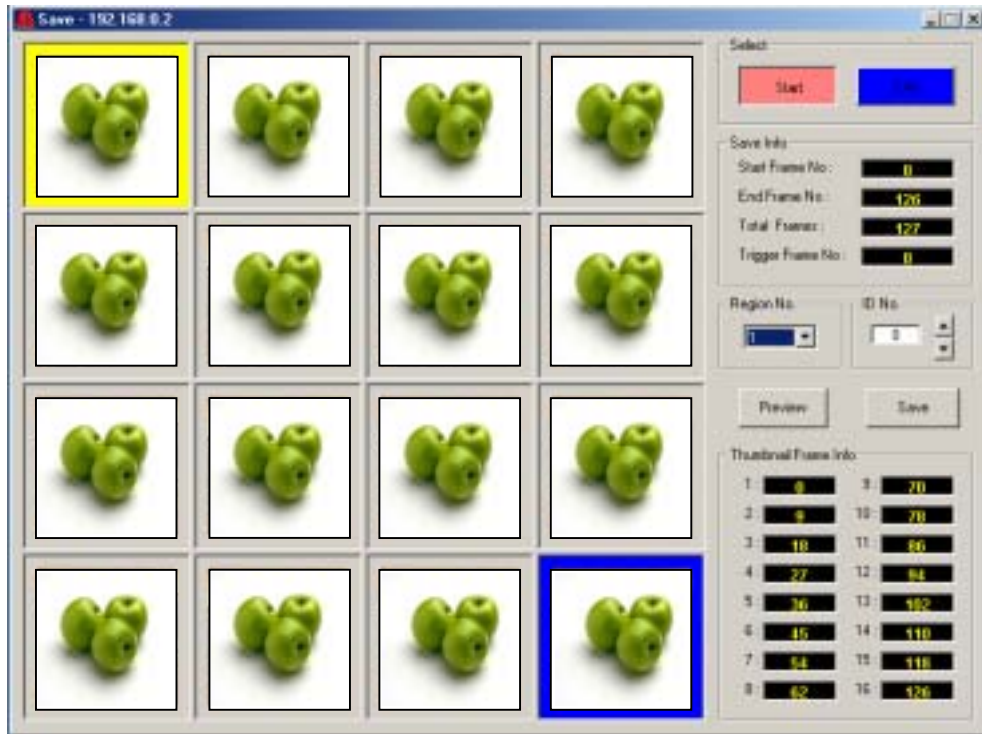 Save - 192.168.0.2
Select
Start
Save Info
Start Frame No : 0
End Frame No : 126
Total Frames : 127
Trigger Frame No : 0
Region No.
ID No.
1
0
Preview
Save
Thumbnail Frame Info
1 : 0 9 : 70
2 : 9 10 : 78
3 : 18 11 : 86
4 : 27 12 : 94
5 : 36 13 : 102
6 : 45 14 : 110
7 : 54 15 : 118
8 : 62 16 : 126